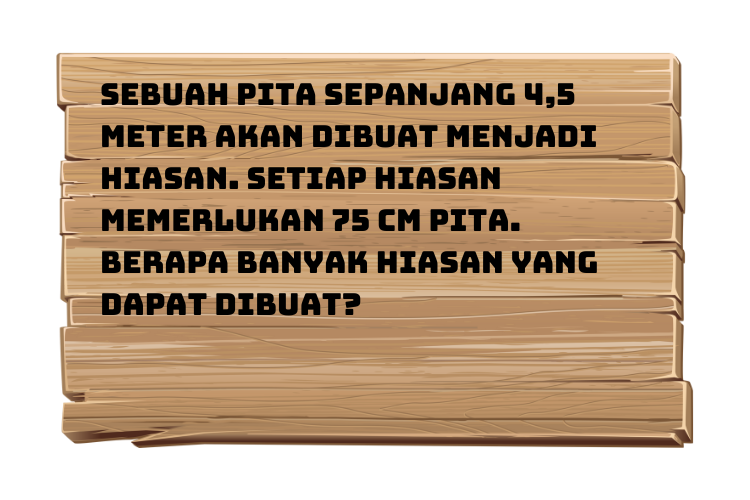 SEBUAH PITA SEPANJANG 4,5
METER AKAN DIBUAT MENJADI
HIASAN. SETIAP HIASAN
MEMERLUKAN 75 CM PITA.
BERAPA BANYAK HIASAN YANG
DAPAT DIBUAT?